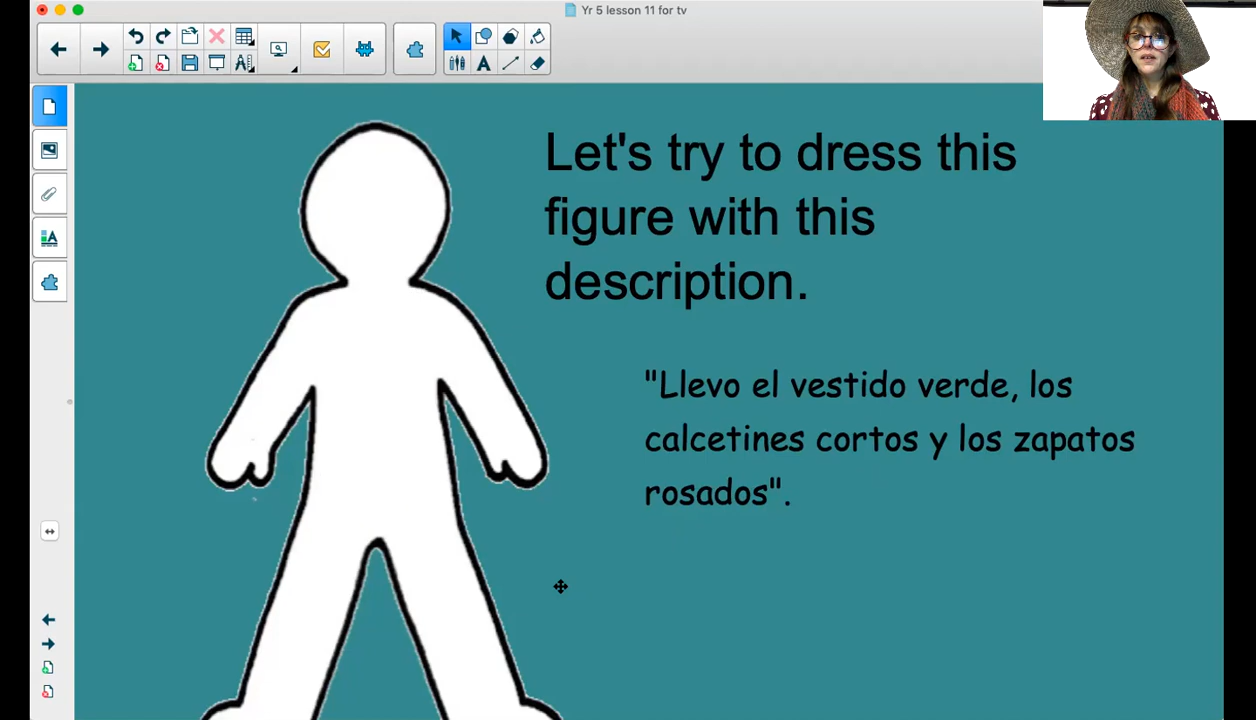 Yr 5 lesson 11 for tv
Let's try to dress this
figure with this
description.
"Llevo el vestido verde, los
calcetines cortos y los zapatos
rosados".